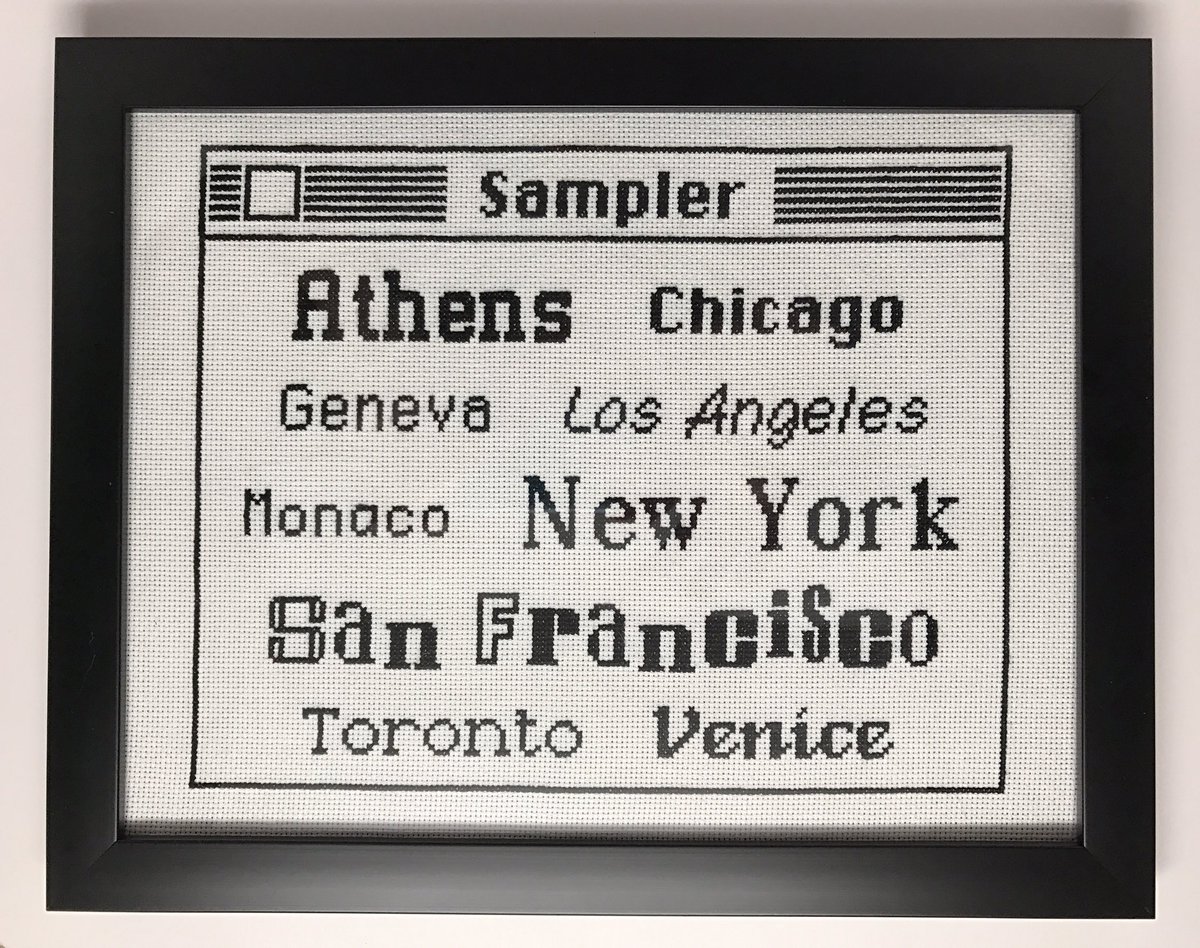 Sampler
Athens Chicago
Geneva Los Angeles
Monaco New York
San Francisco
Toronto Venice